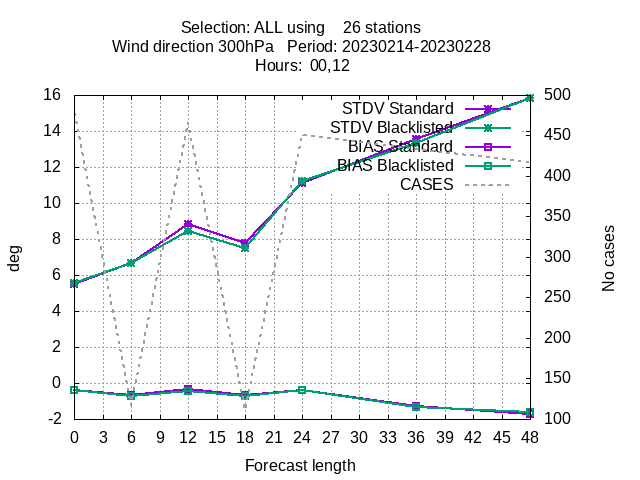 Selection: ALL using    26 stations
Wind direction 300hPa   Period: 20230214-20230228
Hours:  00,12
STDV Standard
STDV Blacklisted
BIAS Standard
BIAS Blacklisted
CASES
16
14
12
10
8
6
4
2
0
-2
500
450
400
350
300
250
200
150
100
deg
No cases
0 3 6 9 12 15 18 21 24 27 30 33 36 39 42 45 48
Forecast length